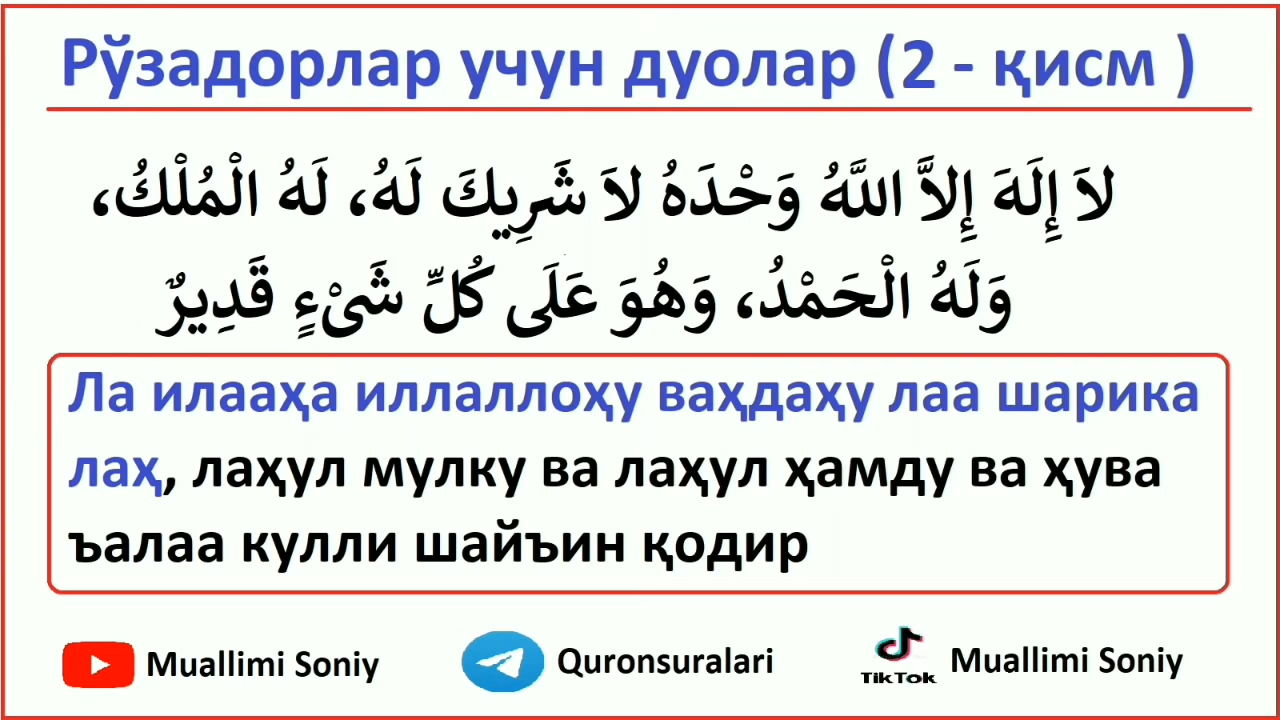 Рўзадорлар учун дуолар (2 - қисм )
لاَ إِلَهَ إِلاَّ اللَّهُ وَحْدَهُ لاَ شَرِيكَ لَهُ، لَهُ الْمُلْكُ،
وَلَهُ الْحَمْدُ، وَهُوَ عَلَى كُلِّ شَىْءٍ قَدِيرٌ
Ла илааҳа иллаллоҳу ваҳдаҳу лаа шарика
лаҳ, лаҳул мулку ва лаҳул ҳамду ва ҳува
ъалаа кулли шайъин қодир
Muallimi Soniy Quronsuralari TikTok Muallimi Soniy